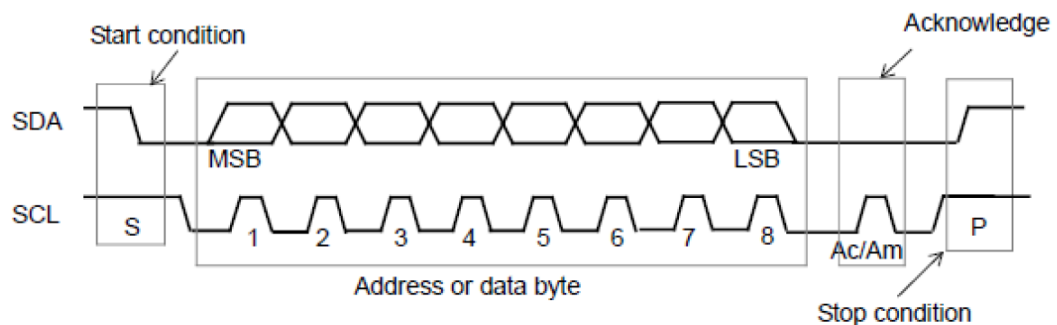 Start condition
Acknowledge
SDA
MSB
LSB
SCL
S
1 2 3 4 5 6 7 8
Ac/Am
P
Address or data byte
Stop condition